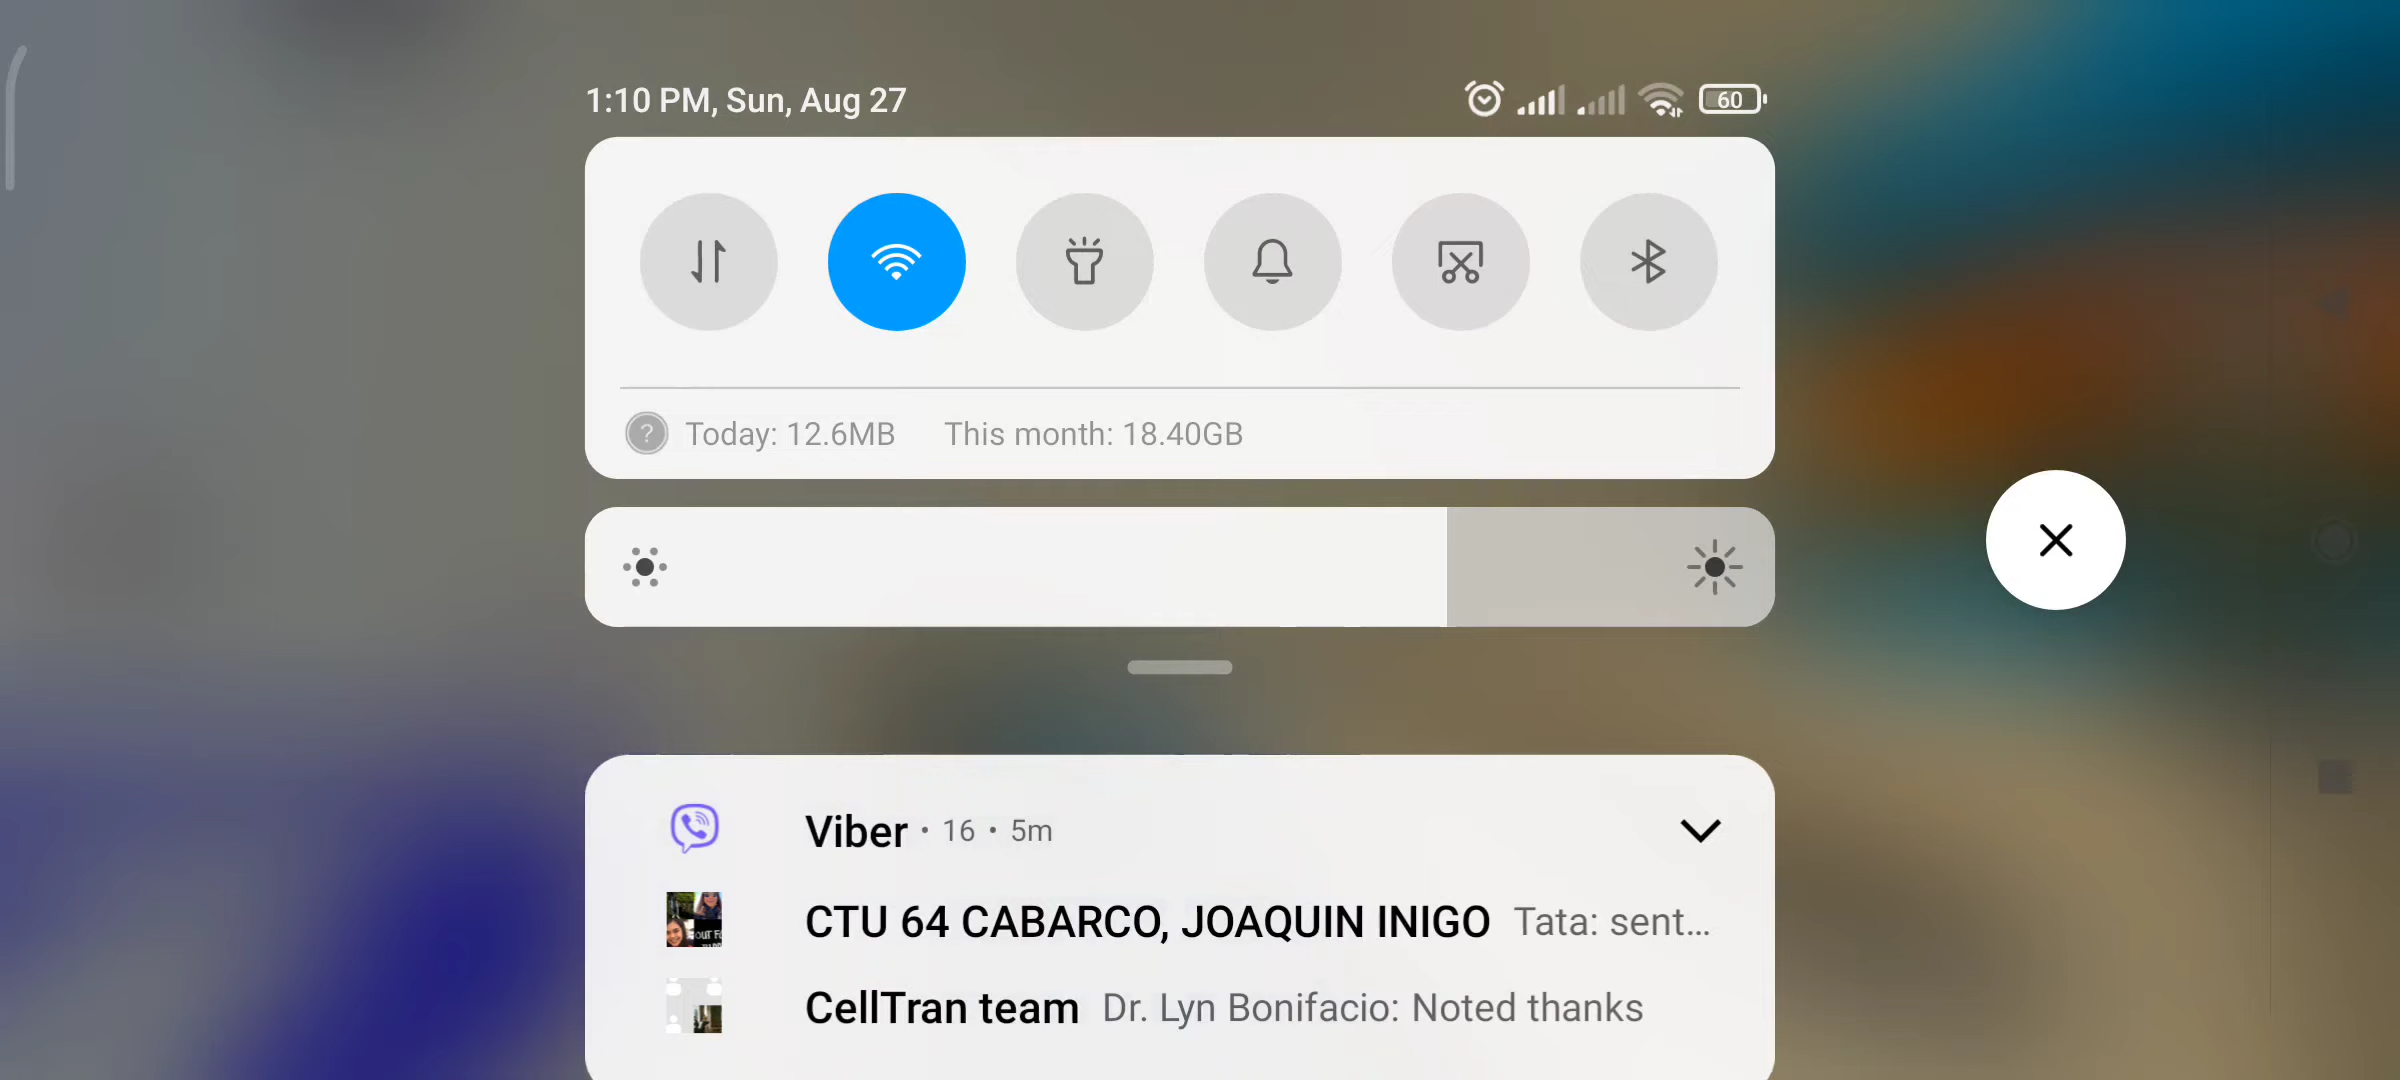 1:10 PM, Sun, Aug 27
60
? Today: 12.6MB This month: 18.40GB
Viber • 16 • 5m
CTU 64 CABARCO, JOAQUIN INIGO Tata: sent...
CellTran team Dr. Lyn Bonifacio: Noted thanks